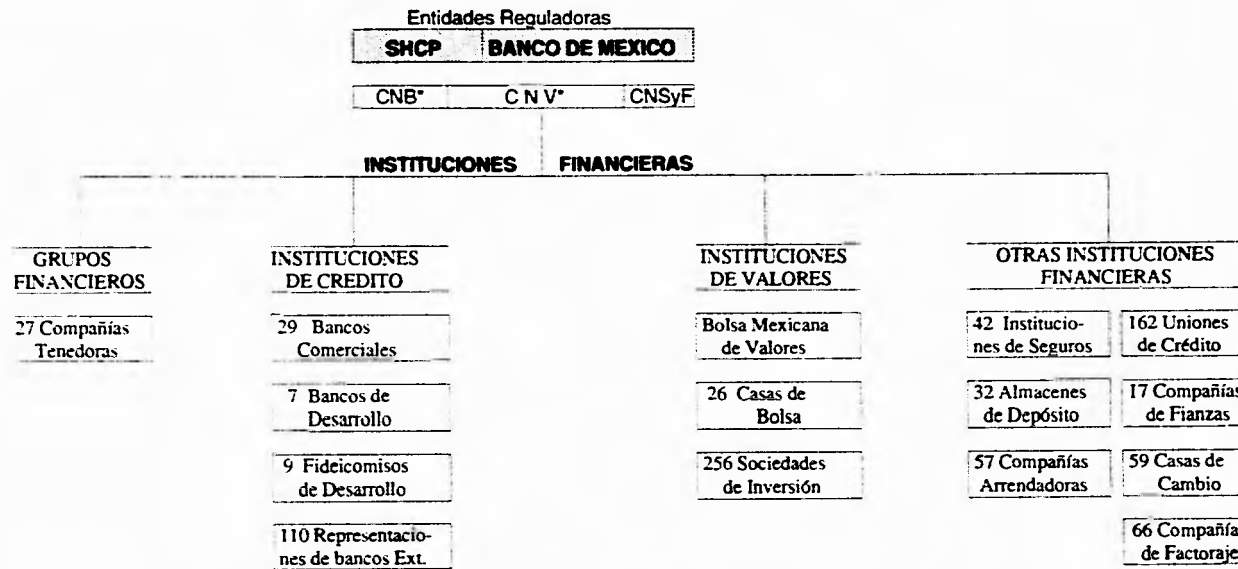 Entidades Reguladoras
SHCP BANCO DE MEXICO
CNB* C N V* CNSyF
INSTITUCIONES FINANCIERAS
GRUPOS
FINANCIEROS
27 Compañías
Tenedoras
INSTITUCIONES
DE CREDITO
29 Bancos
Comerciales
7 Bancos de
Desarrollo
9 Fideicomisos
de Desarrollo
110 Representacio-
nes de bancos Ext.
INSTITUCIONES
DE VALORES
Bolsa Mexicana
de Valores
26 Casas de
Bolsa
256 Sociedades
de Inversión
OTRAS INSTITUCIONES
FINANCIERAS
42 Institucio-
nes de Seguros
32 Almacenes
de Depósito
57 Compañías
Arrendadoras
162 Uniones
de Crédito
17 Compañías
de Fianzas
59 Casas de
Cambio
66 Compañía
de Factoraje